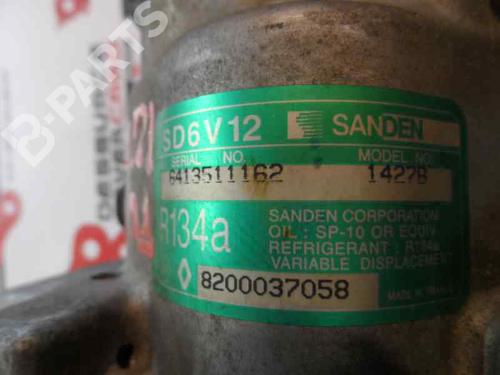 B-PARTS
SD6V12 SANDEN
SERIAL NO. MODEL NO.
6413511162 1427B
R134a
SANDEN CORPORATION
OIL: SP-10 OR EQUIV
REFRIGERANT: R134a
VARIABLE DISPLACEMENT
8200037058
MADE IN FRANCE